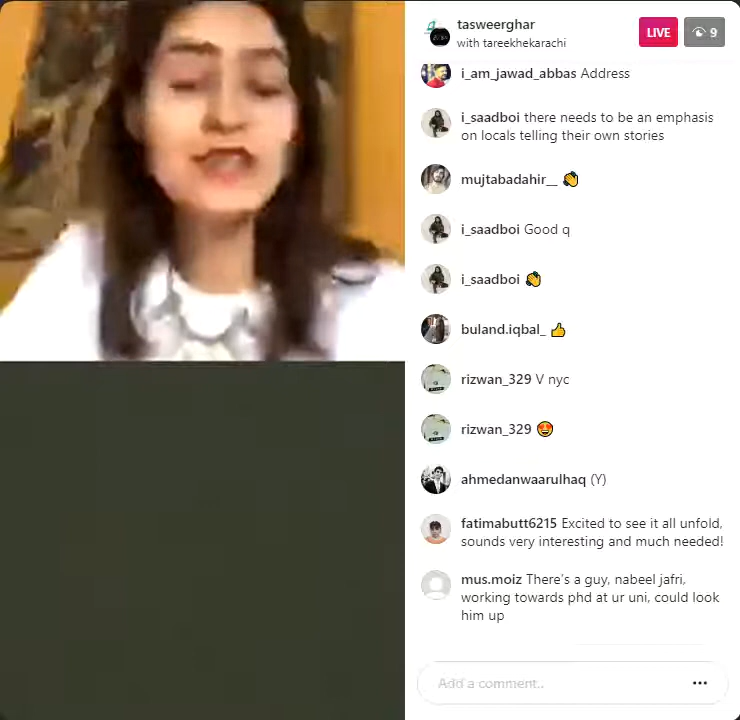 tasweerghar
with tareekhekarachi
LIVE
9
i_am_jawad_abbas Address
i_saadboi there needs to be an emphasis
on locals telling their own stories
mujtabadahir__ 👏
i_saadboi Good q
i_saadboi 👏
buland.iqbal_ 👍
rizwan_329 V nyc
rizwan_329 🤩
ahmedanwaarulhaq (Y)
fatimabutt6215 Excited to see it all unfold,
sounds very interesting and much needed!
mus.moiz There's a guy, nabeel jafri,
working towards phd at ur uni, could look
him up
Add a comment..